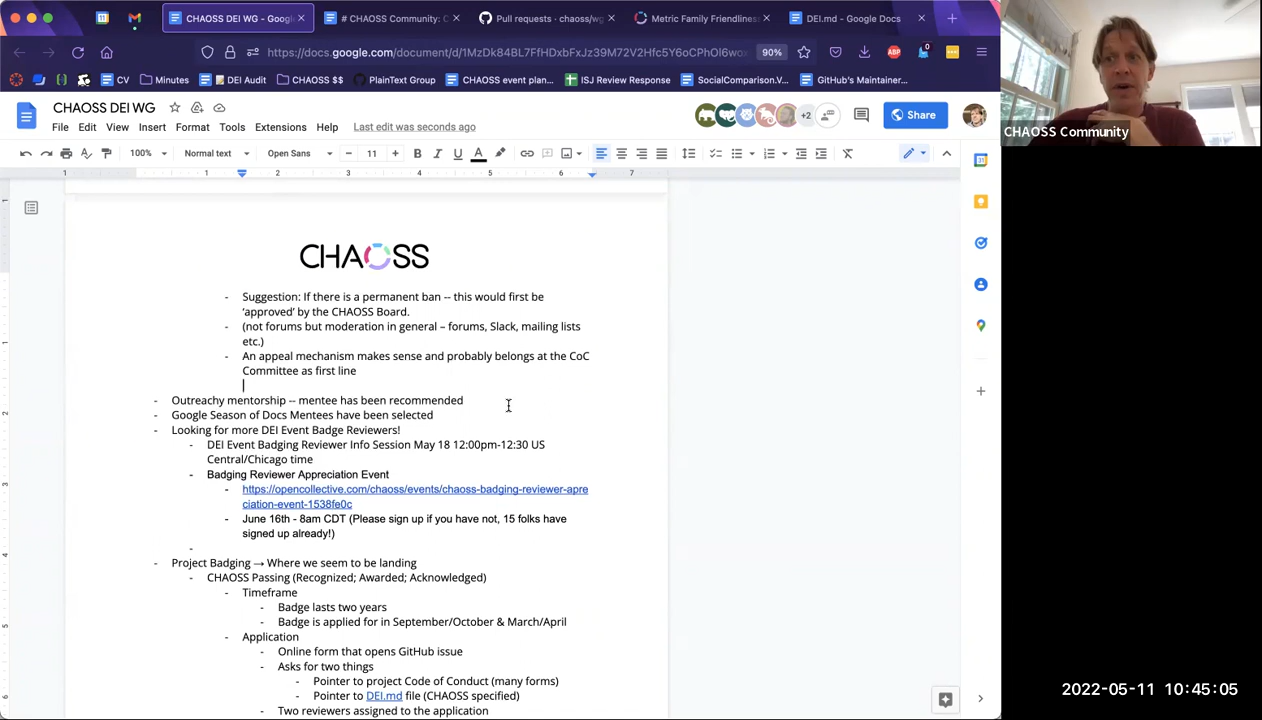 CHAOSS DEI WG - Googl
# CHAOSS Community: C
Pull requests · chaoss/wg
Metric Family Friendliness
DEI.md - Google Docs
https://docs.google.com/document/d/1MzDk84BL7FfHDxbFxJz39M72V2Hfc5Y6oCPhOl6wo
90%
CV
Minutes
DEI Audit
CHAOSS $$
PlainText Group
CHAOSS event plan...
ISJ Review Response
SocialComparison.V...
GitHub's Maintainer...
CHAOSS DEI WG
File Edit View Insert Format Tools Extensions Help Last edit was seconds ago
+2
Share
100% Normal text Open Sans 11
CHAOSS
- Suggestion: If there is a permanent ban -- this would first be
'approved' by the CHAOSS Board.
- (not forums but moderation in general – forums, Slack, mailing lists
etc.)
- An appeal mechanism makes sense and probably belongs at the CoC
Committee as first line
- Outreachy mentorship -- mentee has been recommended
- Google Season of Docs Mentees have been selected
- Looking for more DEI Event Badge Reviewers!
- DEI Event Badging Reviewer Info Session May 18 12:00pm-12:30 US
Central/Chicago time
- Badging Reviewer Appreciation Event
- https://opencollective.com/chaoss/events/chaoss-badging-reviewer-apre
ciation-event-1538fe0c
- June 16th - 8am CDT (Please sign up if you have not, 15 folks have
signed up already!)
-
- Project Badging → Where we seem to be landing
- CHAOSS Passing (Recognized; Awarded; Acknowledged)
- Timeframe
- Badge lasts two years
- Badge is applied for in September/October & March/April
- Application
- Online form that opens GitHub issue
- Asks for two things
- Pointer to project Code of Conduct (many forms)
- Pointer to DEI.md file (CHAOSS specified)
- Two reviewers assigned to the application
CHAOSS Community
2022-05-11 10:45:05